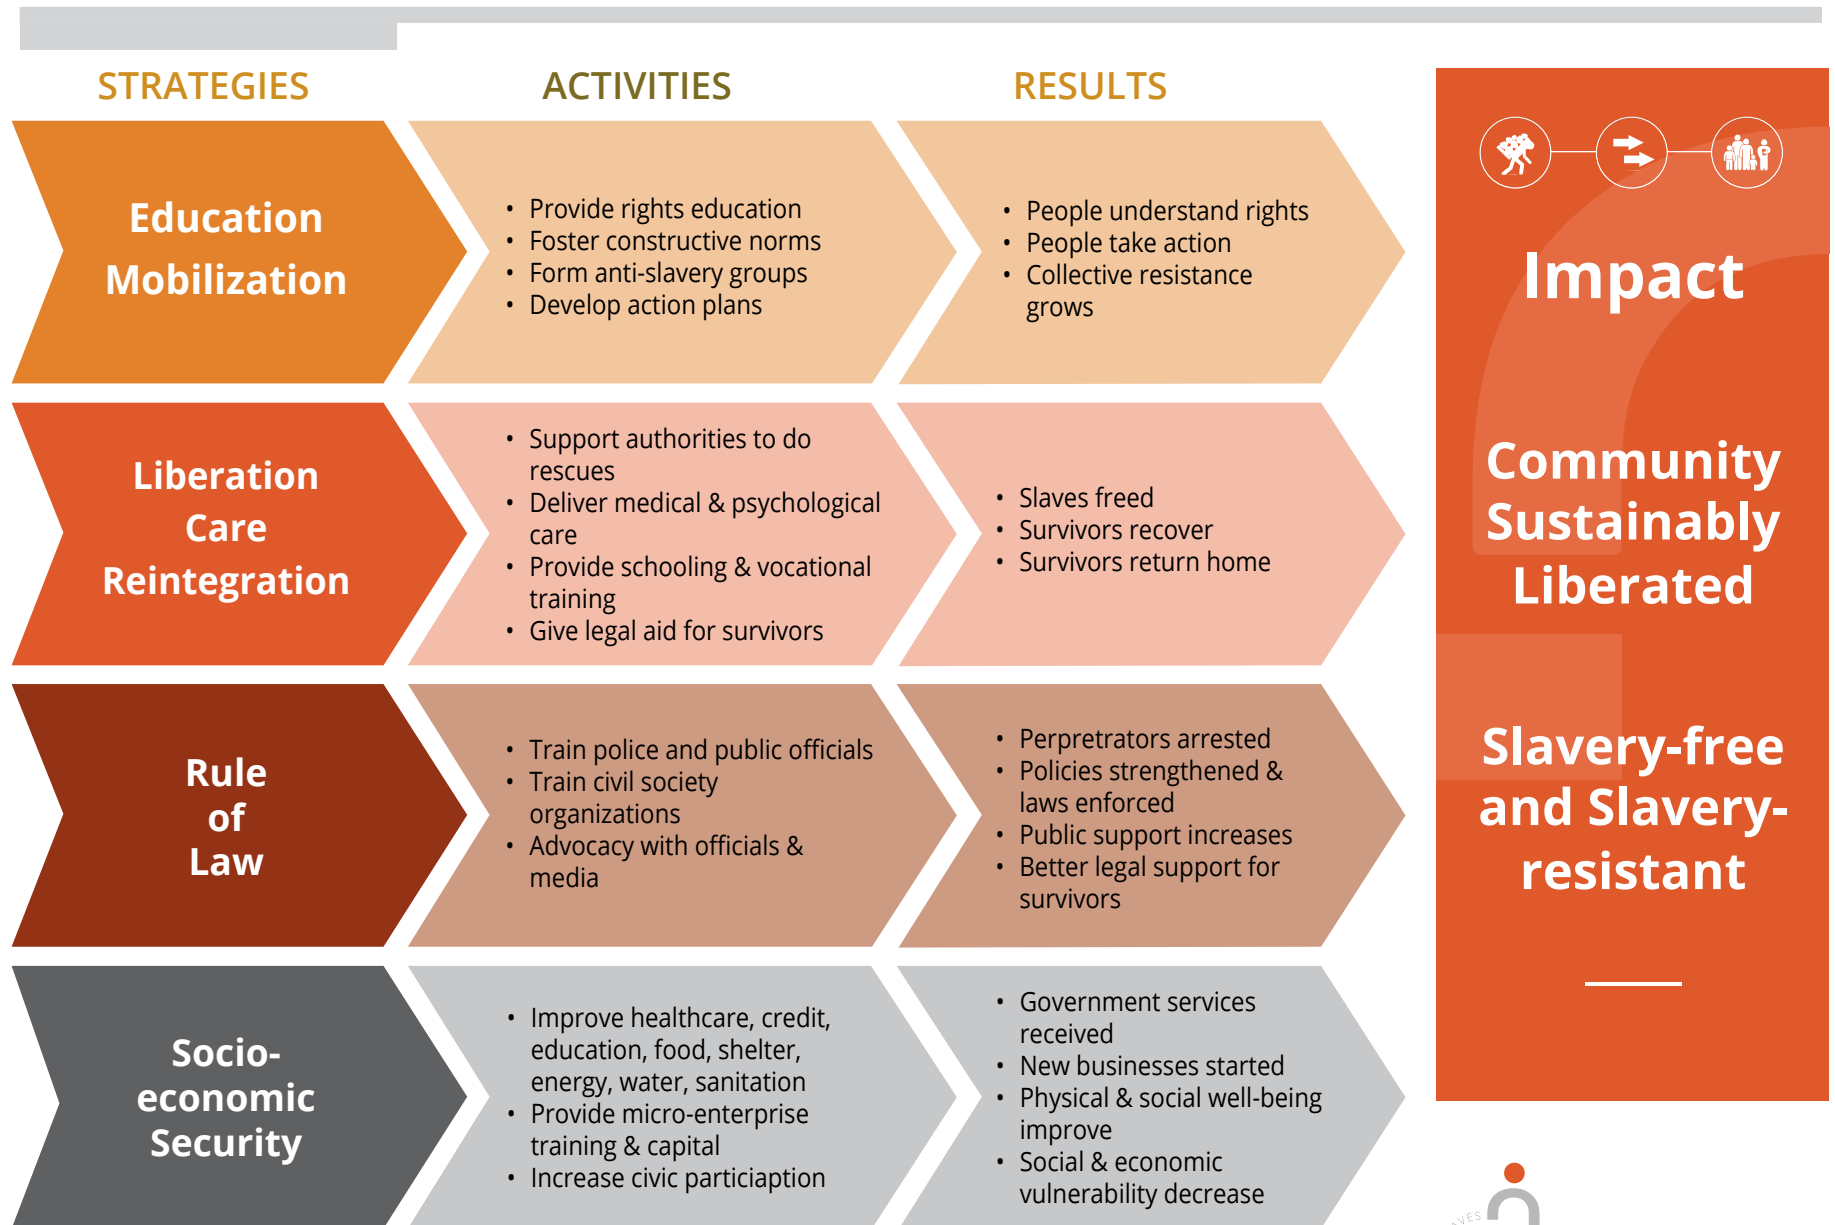 STRATEGIES
ACTIVITIES
RESULTS
Education
Mobilization
• Provide rights education
• Foster constructive norms
• Form anti-slavery groups
• Develop action plans
• People understand rights
• People take action
• Collective resistance
grows
Liberation
Care
Reintegration
• Support authorities to do
rescues
• Deliver medical & psychological
care
• Provide schooling & vocational
training
• Give legal aid for survivors
• Slaves freed
• Survivors recover
• Survivors return home
Rule
of
Law
• Train police and public officials
• Train civil society
organizations
• Advocacy with officials &
media
• Perpretrators arrested
• Policies strengthened &
laws enforced
• Public support increases
• Better legal support for
survivors
Socio-
economic
Security
• Improve healthcare, credit,
education, food, shelter,
energy, water, sanitation
• Provide micro-enterprise
training & capital
• Increase civic particiaption
• Government services
received
• New businesses started
• Physical & social well-being
improve
• Social & economic
vulnerability decrease
Impact
Community
Sustainably
Liberated
Slavery-free
and Slavery-
resistant